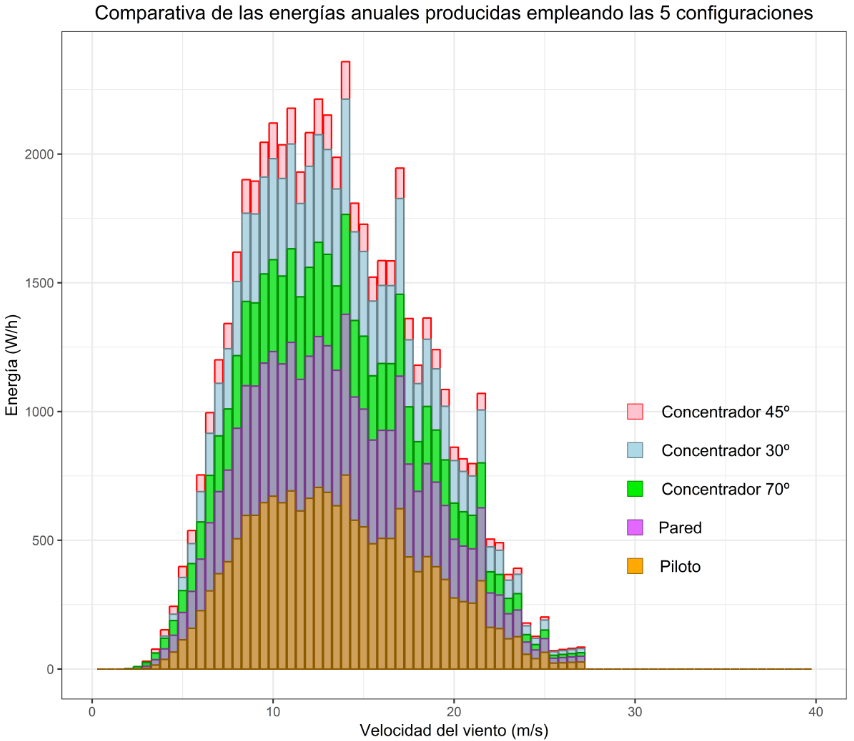 Comparativa de las energías anuales producidas empleando las 5 configuraciones
Energía (W/h)
2000
1500
1000
500
0
Concentrador 45º
Concentrador 30º
Concentrador 70º
Pared
Piloto
0 10 20 30 40
Velocidad del viento (m/s)